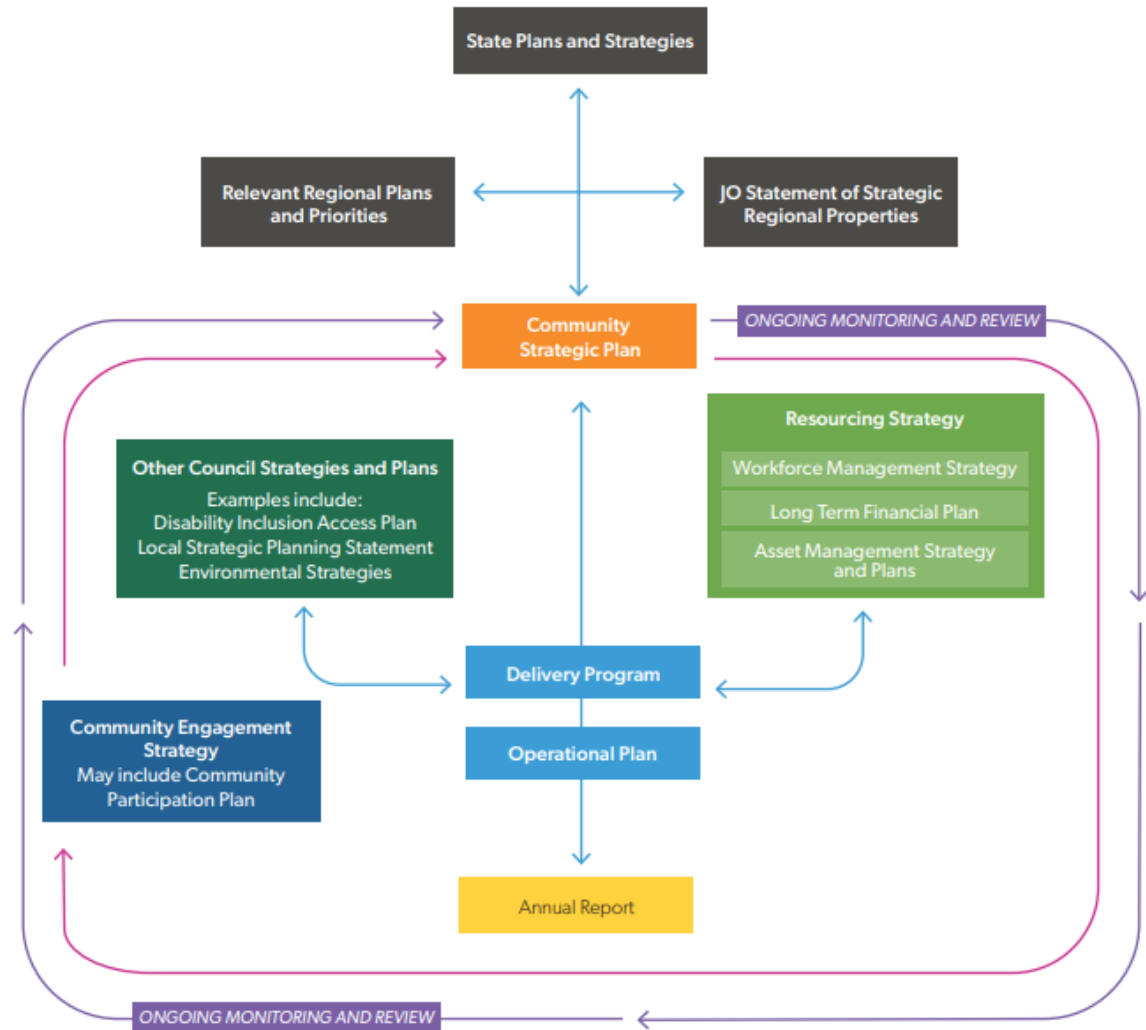 State Plans and Strategies
Relevant Regional Plans
and Priorities
JO Statement of Strategic
Regional Properties
Community
Strategic Plan
ONGOING MONITORING AND REVIEW
Resourcing Strategy
Workforce Management Strategy
Long Term Financial Plan
Asset Management Strategy
and Plans
Other Council Strategies and Plans
Examples include:
Disability Inclusion Access Plan
Local Strategic Planning Statement
Environmental Strategies
Delivery Program
Operational Plan
Community Engagement
Strategy
May include Community
Participation Plan
Annual Report
ONGOING MONITORING AND REVIEW